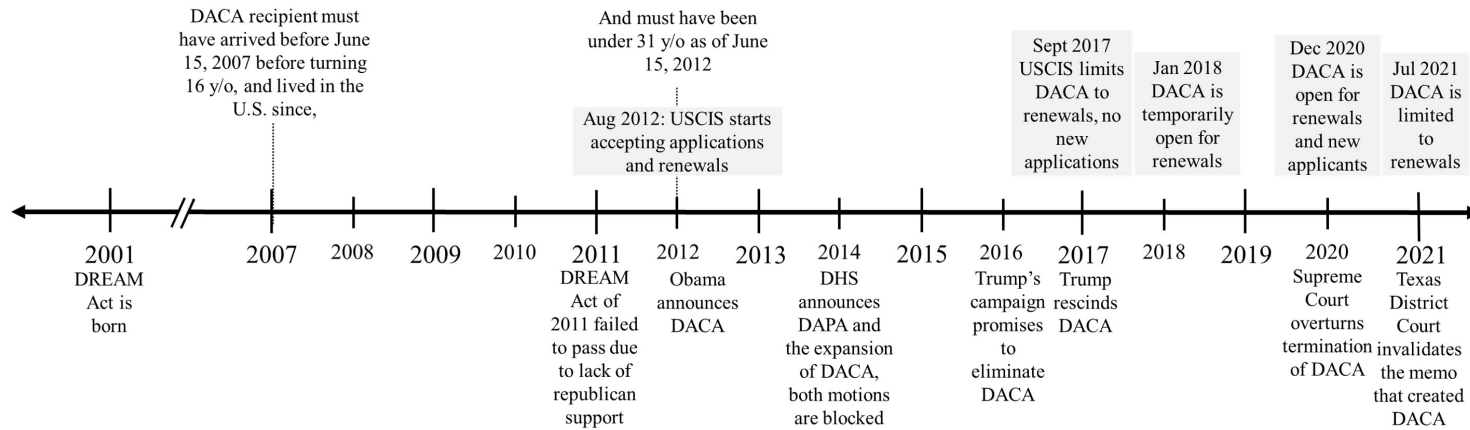 DACA recipient must
have arrived before June
15, 2007 before turning
16 y/o, and lived in the
U.S. since,
And must have been
under 31 y/o as of June
15, 2012
Aug 2012: USCIS starts
accepting applications
and renewals
Sept 2017
USCIS limits
DACA to
renewals, no
new
applications
Jan 2018
DACA is
temporarily
open for
renewals
Dec 2020
DACA is
open for
renewals
and new
applicants
Jul 2021
DACA is
limited
to
renewals
2001
DREAM
Act is
born
2007
2008
2009
2010
2011
DREAM
Act of
2011 failed
to pass due
to lack of
republican
support
2012
Obama
announces
DACA
2013
2014
DHS
announces
DAPA and
the expansion
of DACA,
both motions
are blocked
2015
2016
Trump's
campaign
promises
to
eliminate
DACA
2017
Trump
rescinds
DACA
2018
2019
2020
Supreme
Court
overturns
termination
of DACA
2021
Texas
District
Court
invalidates
the memo
that created
DACA